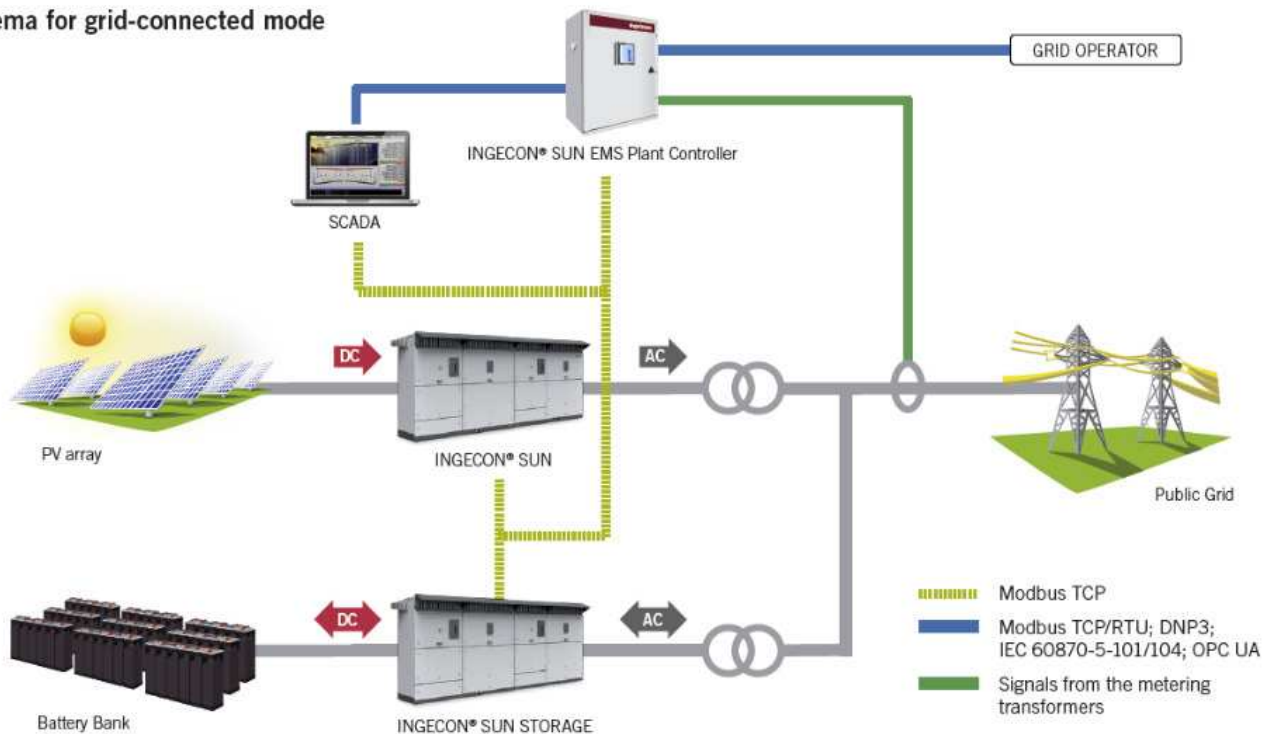 ema for grid-connected mode
GRID OPERATOR
INGECON® SUN EMS Plant Controller
SCADA
DC
AC
PV array
INGECON® SUN
Public Grid
DC
AC
Battery Bank
INGECON® SUN STORAGE
Modbus TCP
Modbus TCP/RTU; DNP3;
IEC 60870-5-101/104; OPC UA
Signals from the metering
transformers